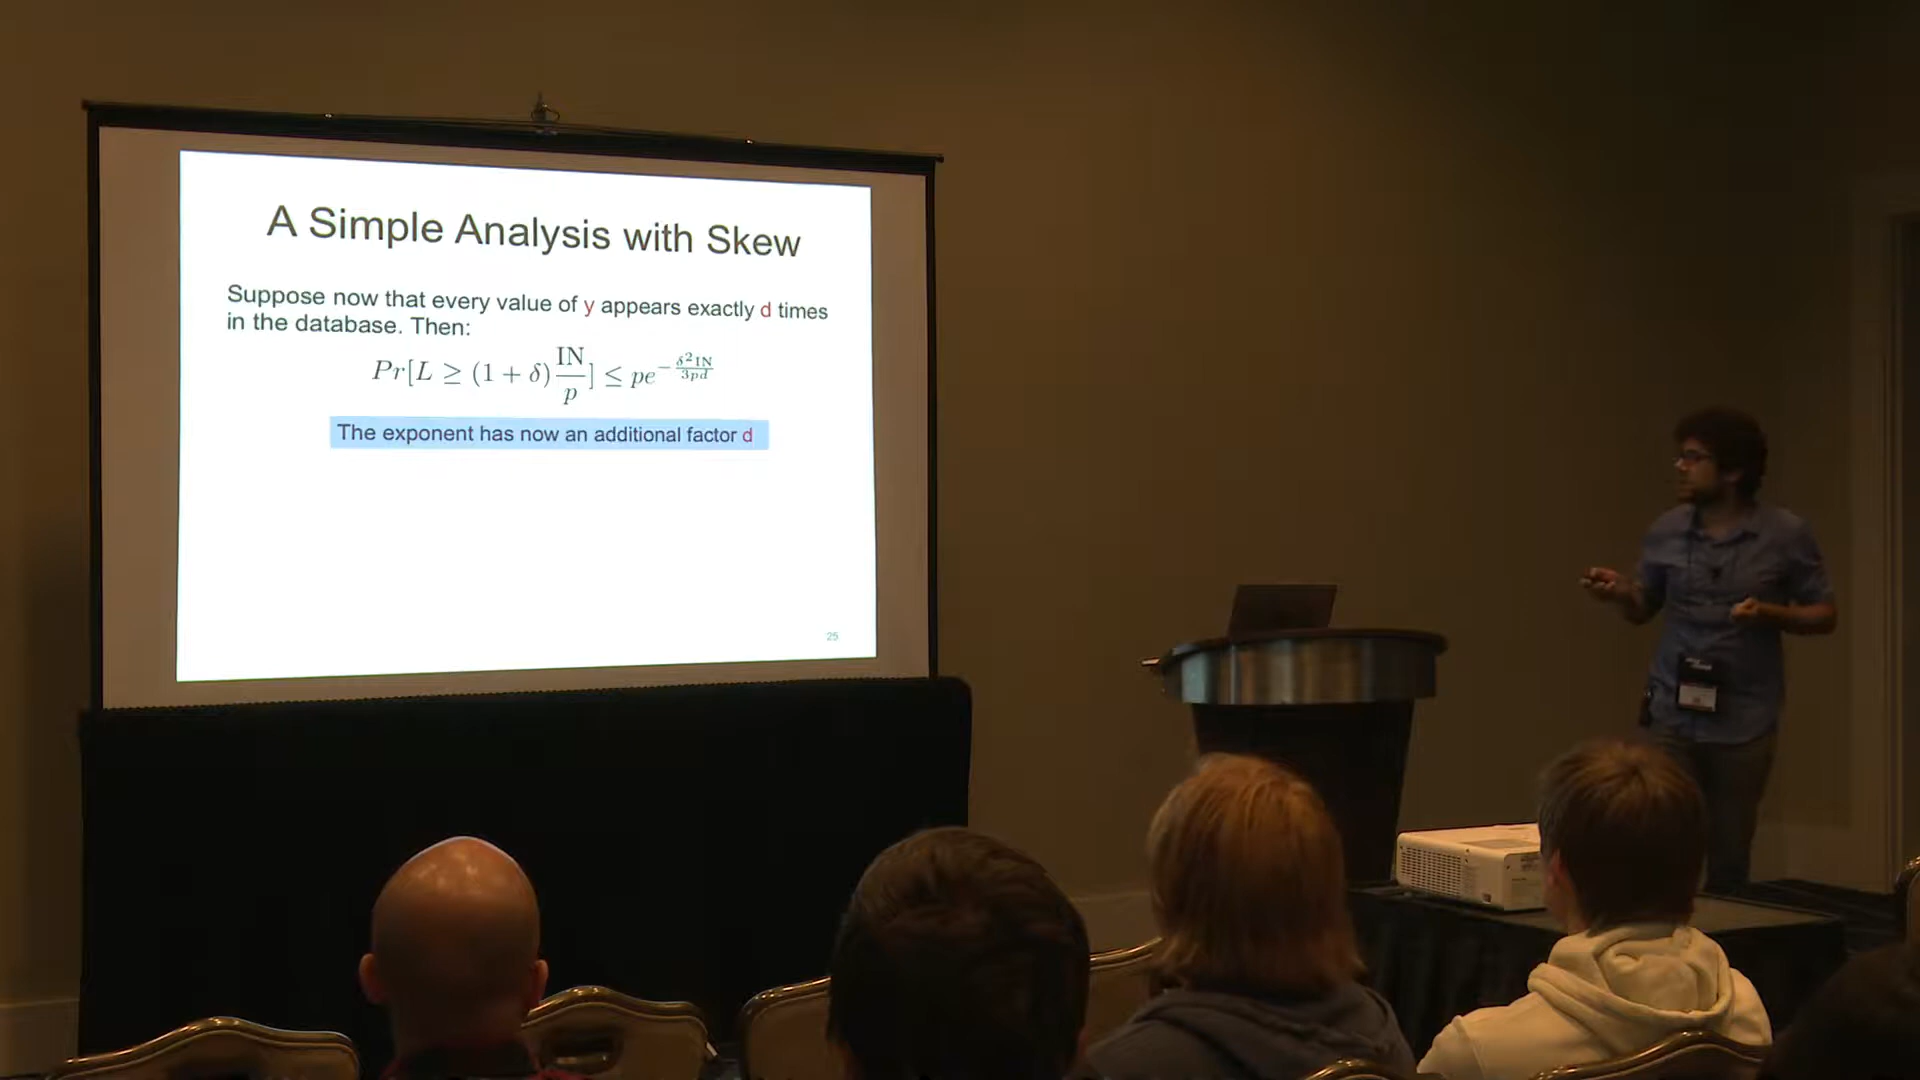 A Simple Analysis with Skew
Suppose now that every value of y appears exactly d times
in the database. Then:
Pr[L ≥ (1 + δ) IN/p] ≤ pe^{-δ²IN/3pd}
The exponent has now an additional factor d
25